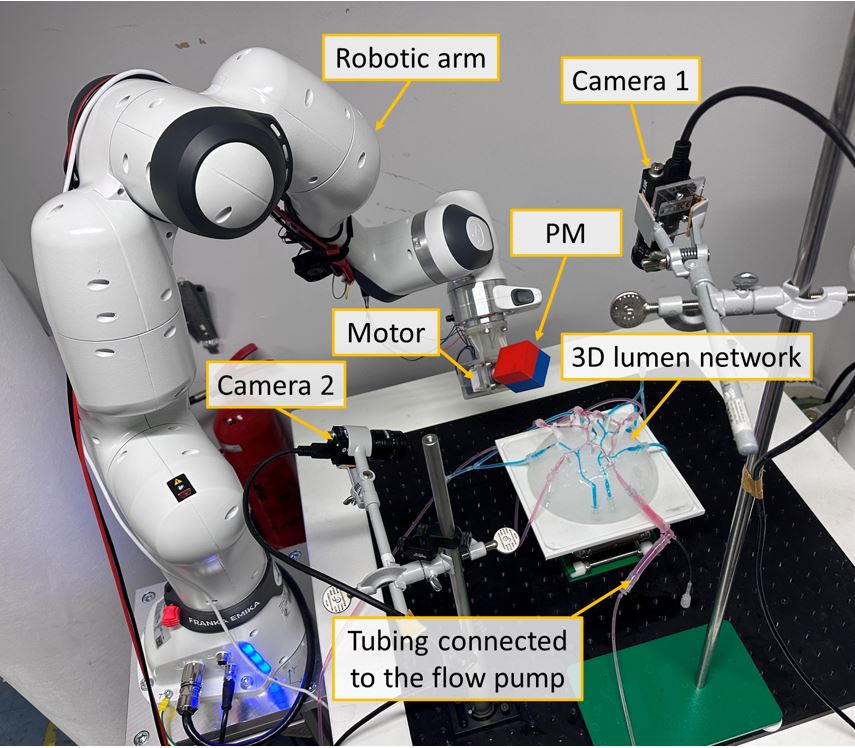 Robotic arm
Camera 1
PM
Motor
3D lumen network
Camera 2
FRANKA EMIKA
Tubing connected
to the flow pump